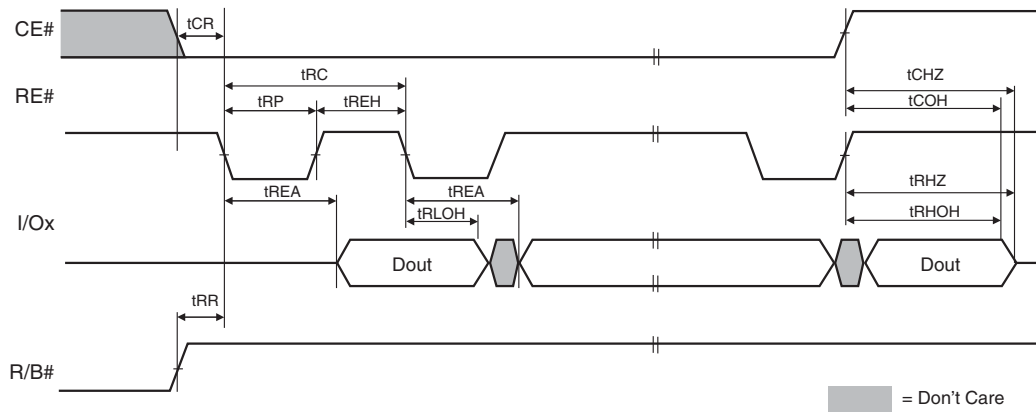 CE#
tCR
tRC
tCHZ
RE#
tRP
tREH
tCOH
tREA
tREA
tRHZ
I/Ox
tRLOH
tRHOH
Dout
Dout
tRR
R/B#
= Don't Care